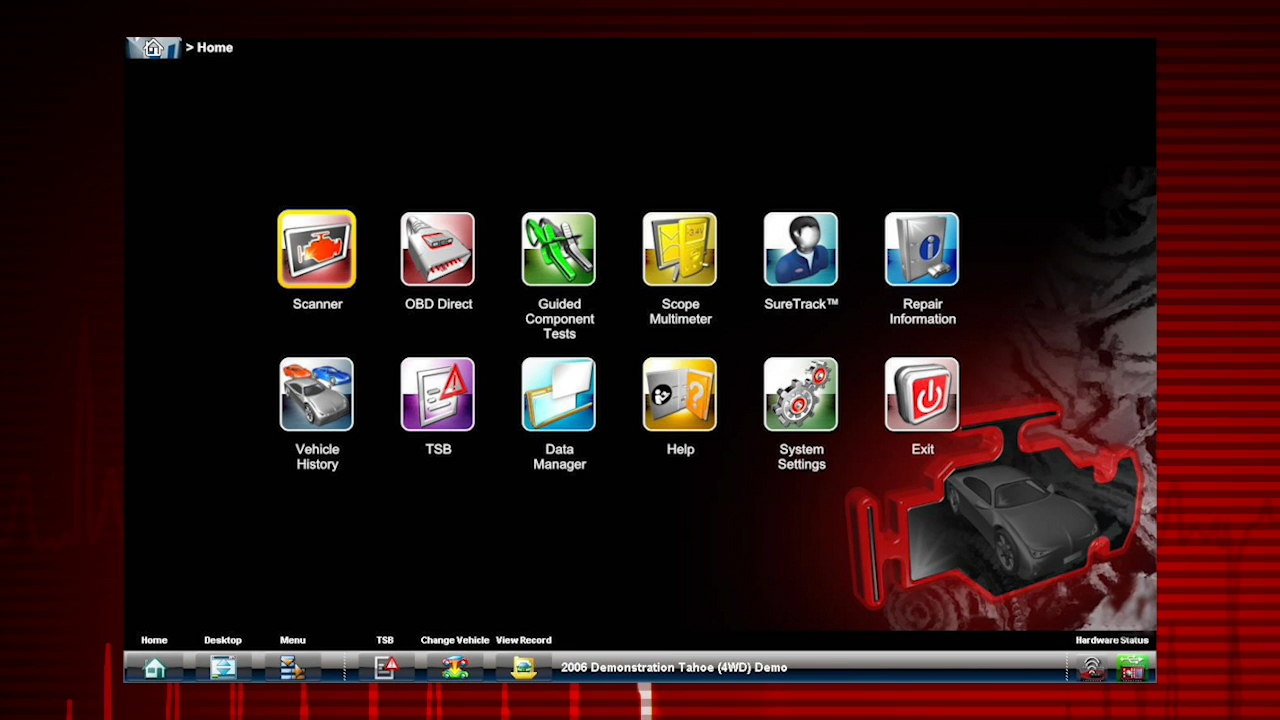 > Home
Scanner
OBD Direct
Guided
Component
Tests
Scope
Multimeter
SureTrack™
Repair
Information
Vehicle
History
TSB
Data
Manager
Help
System
Settings
Exit
Home Desktop Menu TSB Change Vehicle View Record Hardware Status
2006 Demonstration Tahoe (4WD) Demo